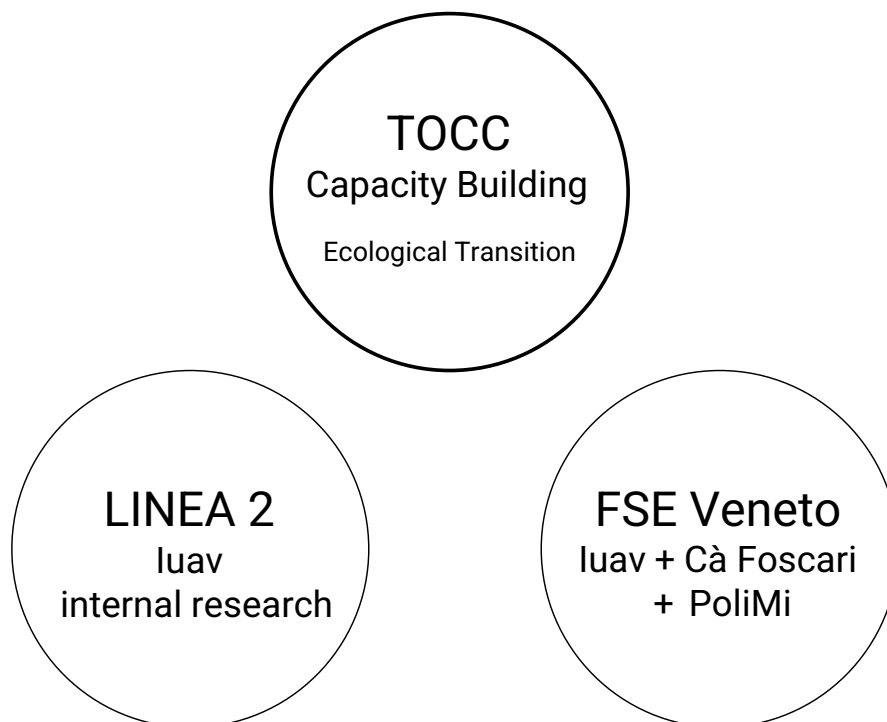 TOCC
Capacity Building
Ecological Transition
LINEA 2
Iuav
internal research
FSE Veneto
Iuav + Cà Foscari
+ PoliMi